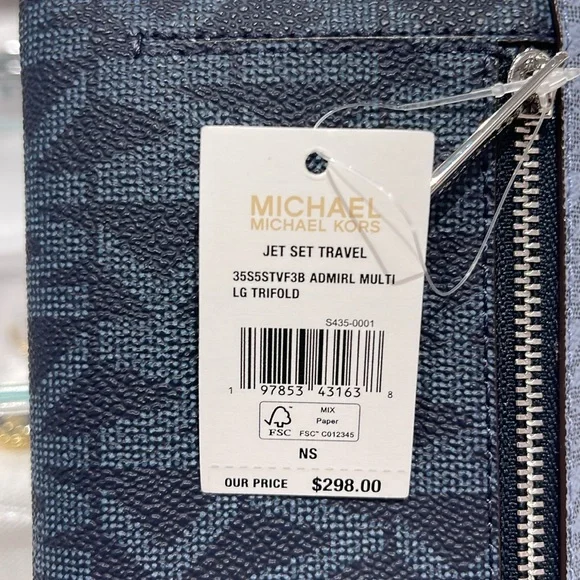 MICHAEL
MICHAEL KORS
JET SET TRAVEL
35S5STVF3B ADMIRL MULTI
LG TRIFOLD
S435-0001
1 97853 43163 8
FSC
MIX
Paper
FSC™ C012345
NS
OUR PRICE $298.00